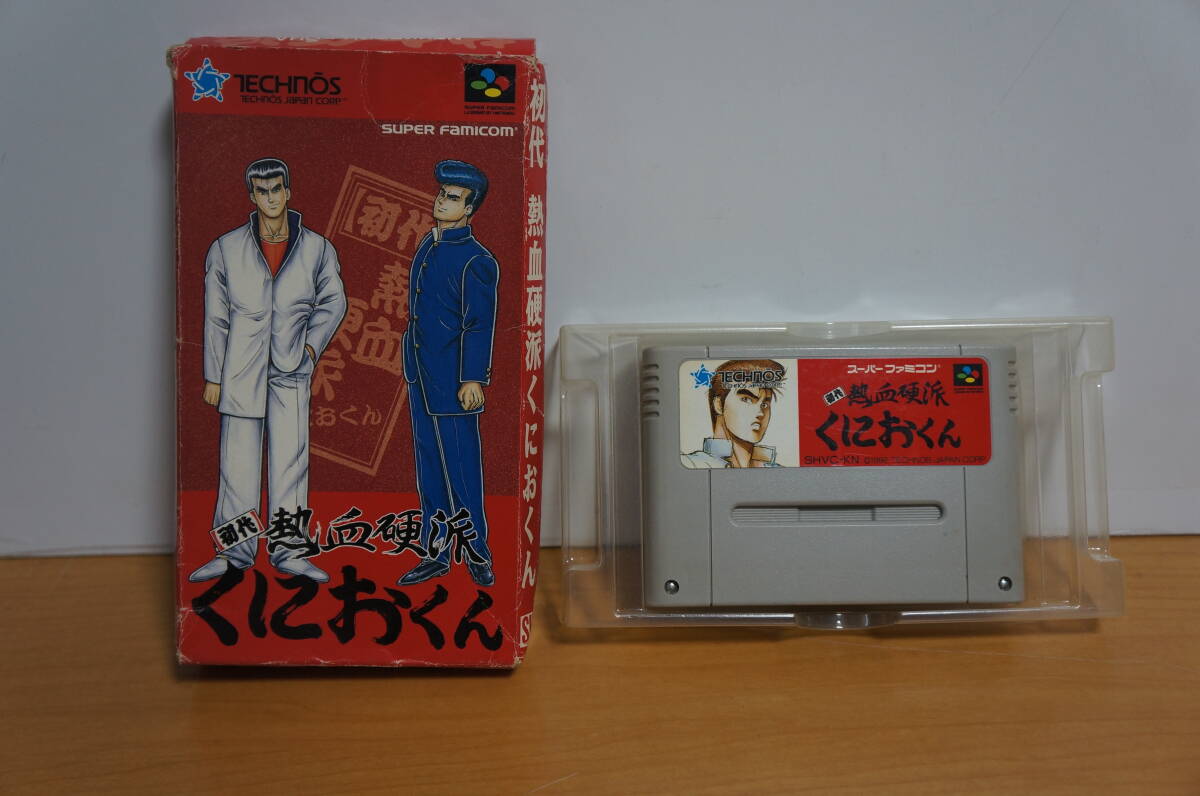 TECHNŌS
TECHNŌS JAPAN CORP.
SUPER FAMICOM
SUPER FAMICOM
初代
熱血
硬派
おくん
初代
熱血硬派
くにおくん
初代 熱血硬派くにおくん
S
TECHNŌS
TECHNŌS JAPAN CORP.
スーパーファミコン
初代
熱血硬派
くにおくん
SHVC-KN ©1992 TECHNOS JAPAN CORP.